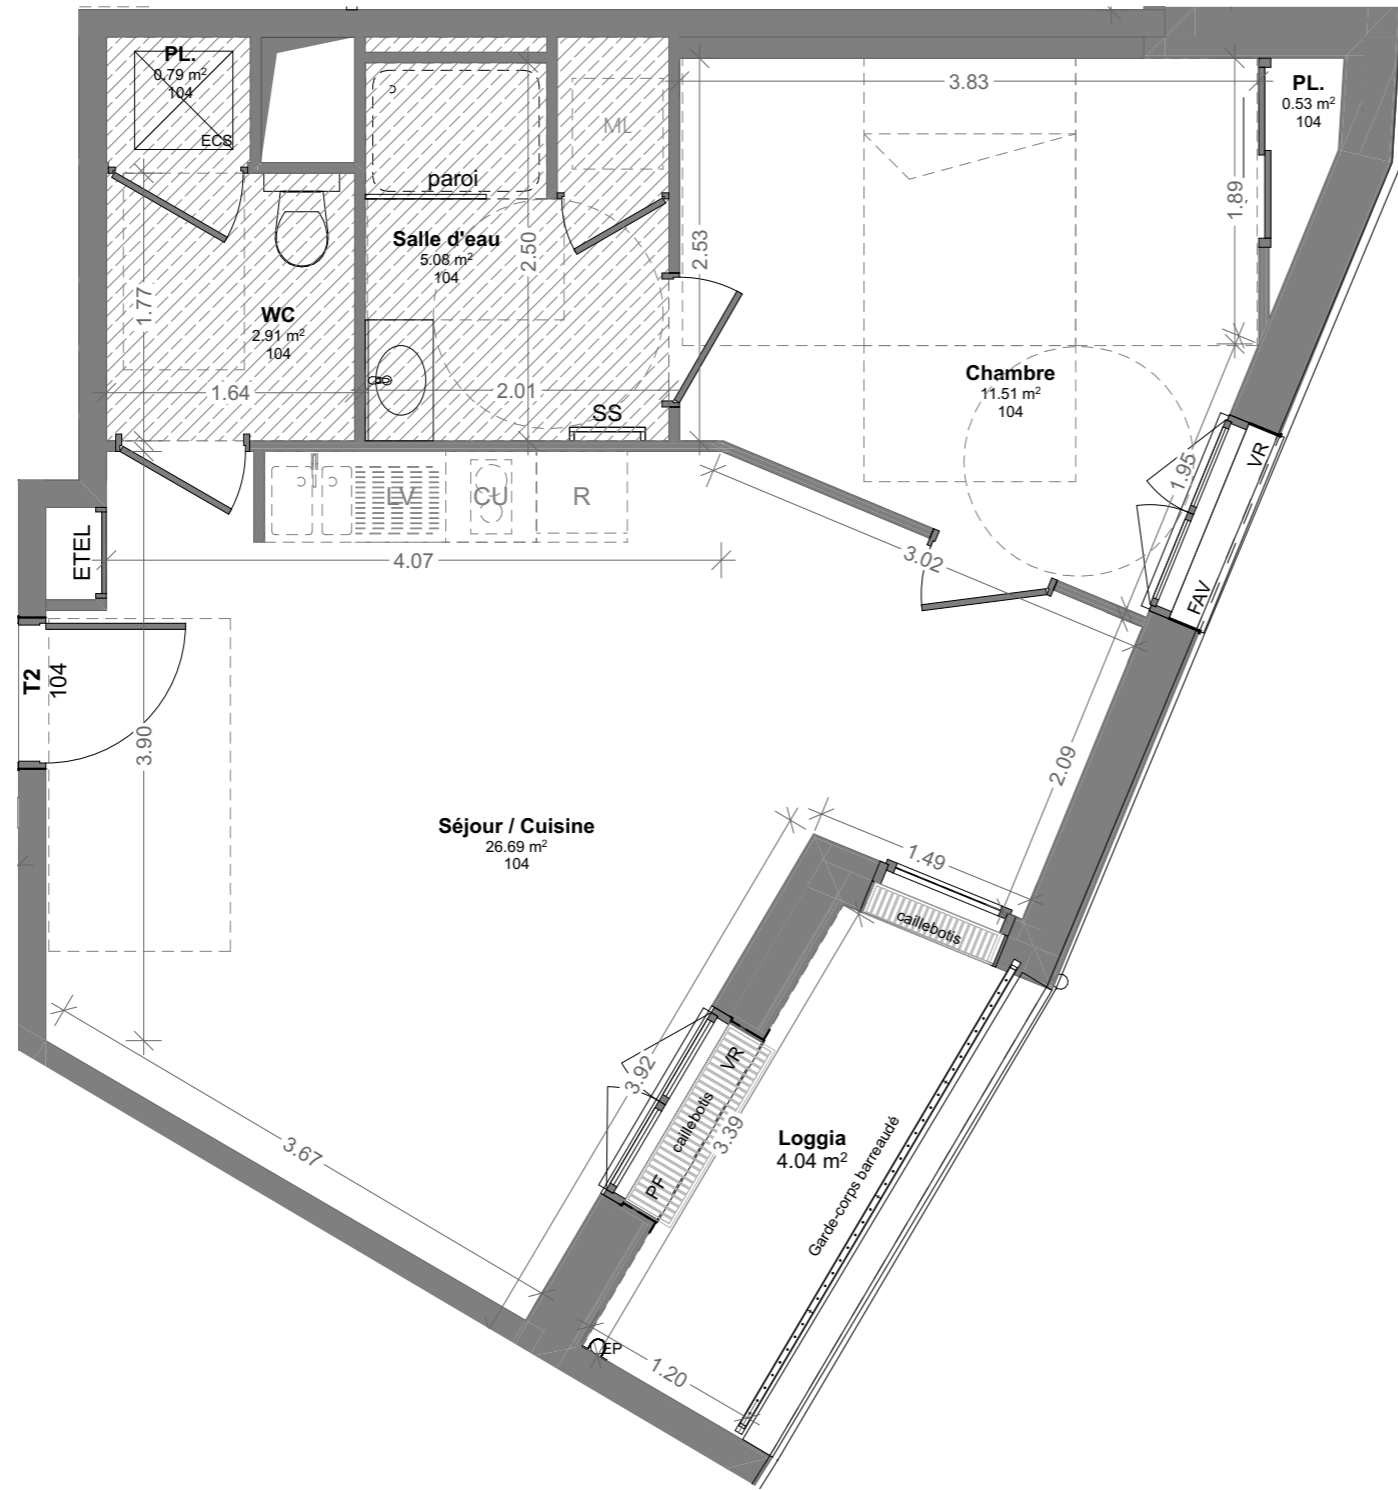 PL.
0.79 m²
104
ECS
paroi
ML
3.83
PL.
0.53 m²
104
1.89
2.53
2.50
Salle d'eau
5.08 m²
104
1.77
WC
2.91 m²
104
1.64
2.01
SS
Chambre
11.51 m²
104
1.95
VR
FAV
LV
CU
R
ETEL
4.07
3.02
T2
104
3.90
2.09
Séjour / Cuisine
26.69 m²
104
1.49
caillebotis
3.92
VR
caillebotis
PF
3.39
Loggia
4.04 m²
Garde-corps barreaudé
3.67
EP
1.20